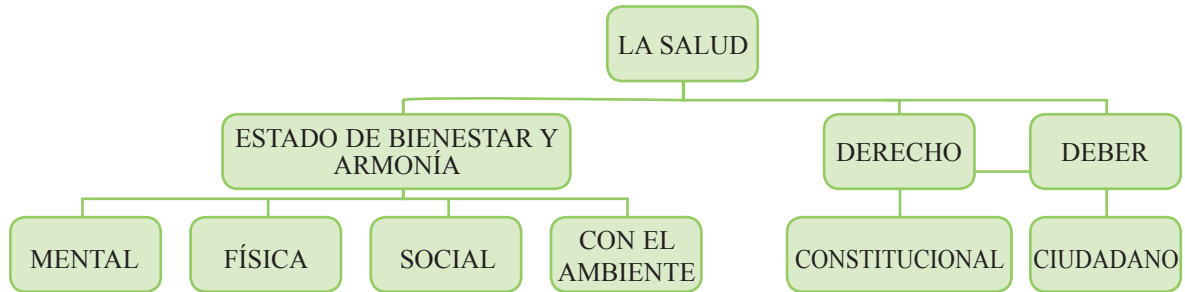 LA SALUD
ESTADO DE BIENESTAR Y
ARMONÍA
DERECHO
DEBER
MENTAL
FÍSICA
SOCIAL
CON EL
AMBIENTE
CONSTITUCIONAL
CIUDADANO